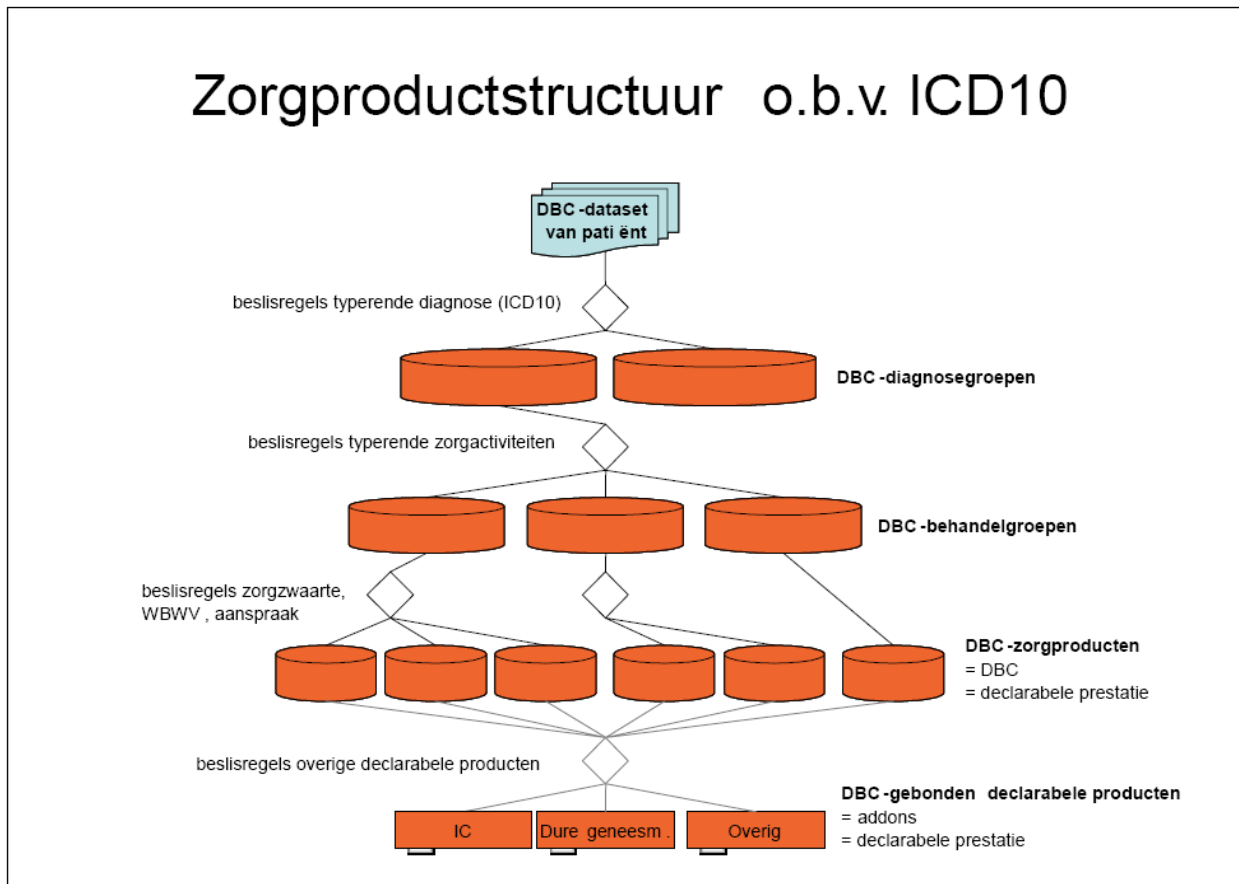 Zorgproductstructuur o.b.v. ICD10
DBC-dataset
van pati ënt
beslisregels typerende diagnose (ICD10)
DBC-diagnosegroepen
beslisregels typerende zorgactiviteiten
DBC-behandelgroepen
beslisregels zorgzwaarte,
WBWV , aanspraak
DBC-zorgproducten
= DBC
= declarabele prestatie
beslisregels overige declarabele producten
DBC-gebonden declarabele producten
= addons
= declarabele prestatie
IC
Dure geneesm .
Overig